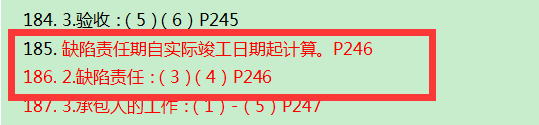 184. 3.验收：（5）（6）P245
185. 缺陷责任期自实际竣工日期起计算。P246
186. 2.缺陷责任：（3）（4）P246
187. 3.承包人的工作：（1）-（5）P247